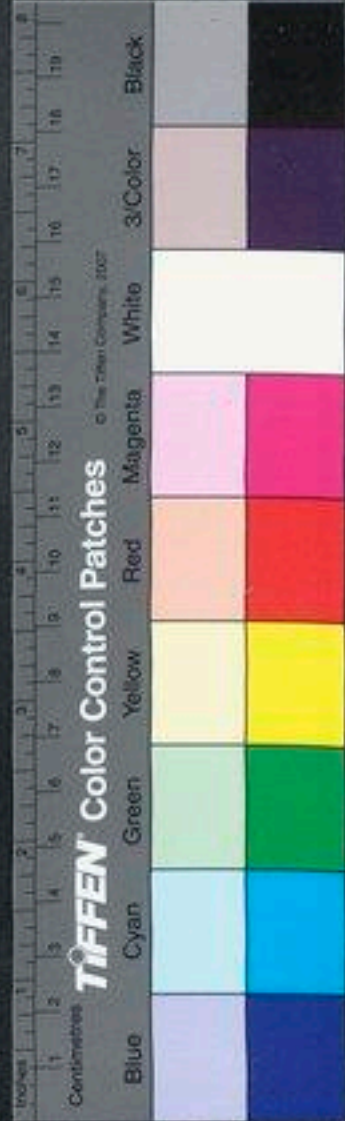 Inches 1 2 3 4 5 6 7 8
Centimetres 1 2 3 4 5 6 7 8 9 10 11 12 13 14 15 16 17 18 19
TIFFEN® Color Control Patches
© The Tiffen Company, 2007
Blue Cyan Green Yellow Red Magenta White 3/Color Black